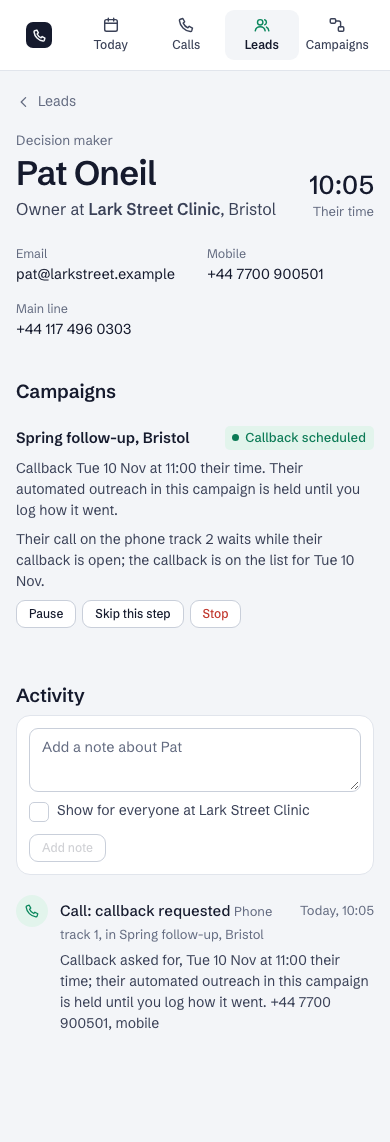 Today
Calls
Leads
Campaigns
Leads
Decision maker
Pat Oneil
Owner at Lark Street Clinic, Bristol
10:05
Their time
Email
pat@larkstreet.example
Mobile
+44 7700 900501
Main line
+44 117 496 0303
Campaigns
Spring follow-up, Bristol
Callback scheduled
Callback Tue 10 Nov at 11:00 their time. Their
automated outreach in this campaign is held until you
log how it went.
Their call on the phone track 2 waits while their
callback is open; the callback is on the list for Tue 10
Nov.
Pause
Skip this step
Stop
Activity
Add a note about Pat
Show for everyone at Lark Street Clinic
Add note
Call: callback requested Phone
Today, 10:05
track 1, in Spring follow-up, Bristol
Callback asked for, Tue 10 Nov at 11:00 their
time; their automated outreach in this campaign
is held until you log how it went. +44 7700
900501, mobile